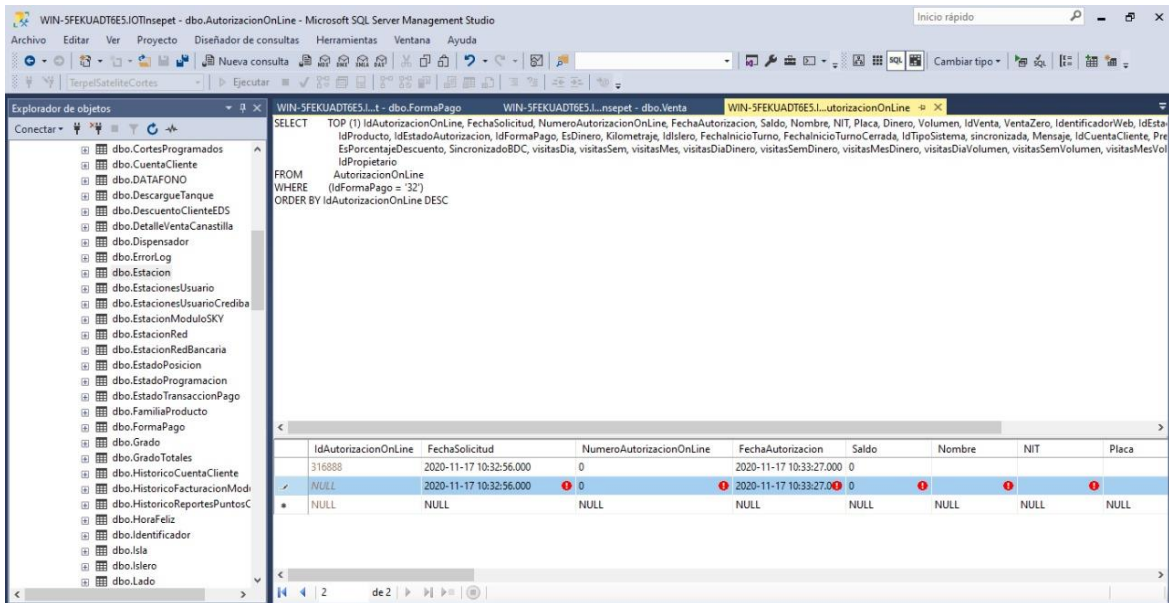 WIN-5FEKUADT6E5.IOTInsepet - dbo.AutorizacionOnLine - Microsoft SQL Server Management Studio
Inicio rápido
Archivo Editar Ver Proyecto Diseñador de consultas Herramientas Ventana Ayuda
Nueva consulta
Cambiar tipo
TerpelSateliteCortes
Ejecutar
Explorador de objetos
WIN-5FEKUADT6E5.I...t - dbo.FormaPago WIN-5FEKUADT6E5.I...nsepet - dbo.Venta WIN-5FEKUADT6E5.I...utorizacionOnLine
Conectar
dbo.CortesProgramados
dbo.CuentaCliente
dbo.DATAFONO
dbo.DescargueTanque
dbo.DescuentoClienteEDS
dbo.DetalleVentaCanastilla
dbo.Dispensador
dbo.ErrorLog
dbo.Estacion
dbo.EstacionesUsuario
dbo.EstacionesUsuarioCrediba
dbo.EstacionModuloSKY
dbo.EstacionRed
dbo.EstacionRedBancaria
dbo.EstadoPosicion
dbo.EstadoProgramacion
dbo.EstadoTransaccionPago
dbo.FamiliaProducto
dbo.FormaPago
dbo.Grado
dbo.GradoTotales
dbo.HistoricoCuentaCliente
dbo.HistoricoFacturacionMod
dbo.HistoricoReportesPuntosC
dbo.HoraFeliz
dbo.Identificador
dbo.Isla
dbo.Islero
dbo.Lado
SELECT TOP (1) IdAutorizacionOnLine, FechaSolicitud, NumeroAutorizacionOnLine, FechaAutorizacion, Saldo, Nombre, NIT, Placa, Dinero, Volumen, IdVenta, VentaZero, IdentificadorWeb, IdEsta
IdProducto, IdEstadoAutorizacion, IdFormaPago, EsDinero, Kilometraje, IdIslero, FechaInicioTurno, FechaInicioTurnoCerrada, IdTipoSistema, sincronizada, Mensaje, IdCuentaCliente, Pre
EsPorcentajeDescuento, SincronizadoBDC, visitasDia, visitasSem, visitasMes, visitasDiaDinero, visitasSemDinero, visitasMesDinero, visitasDiaVolumen, visitasSemVolumen, visitasMesVol
IdPropietario
FROM AutorizacionOnLine
WHERE (IdFormaPago = '32')
ORDER BY IdAutorizacionOnLine DESC
IdAutorizacionOnLine FechaSolicitud NumeroAutorizacionOnLine FechaAutorizacion Saldo Nombre NIT Placa
316888 2020-11-17 10:32:56.000 0 2020-11-17 10:33:27.000 0
NULL 2020-11-17 10:32:56.000 0 2020-11-17 10:33:27.00 0
NULL NULL NULL NULL NULL NULL NULL NULL
2 de 2